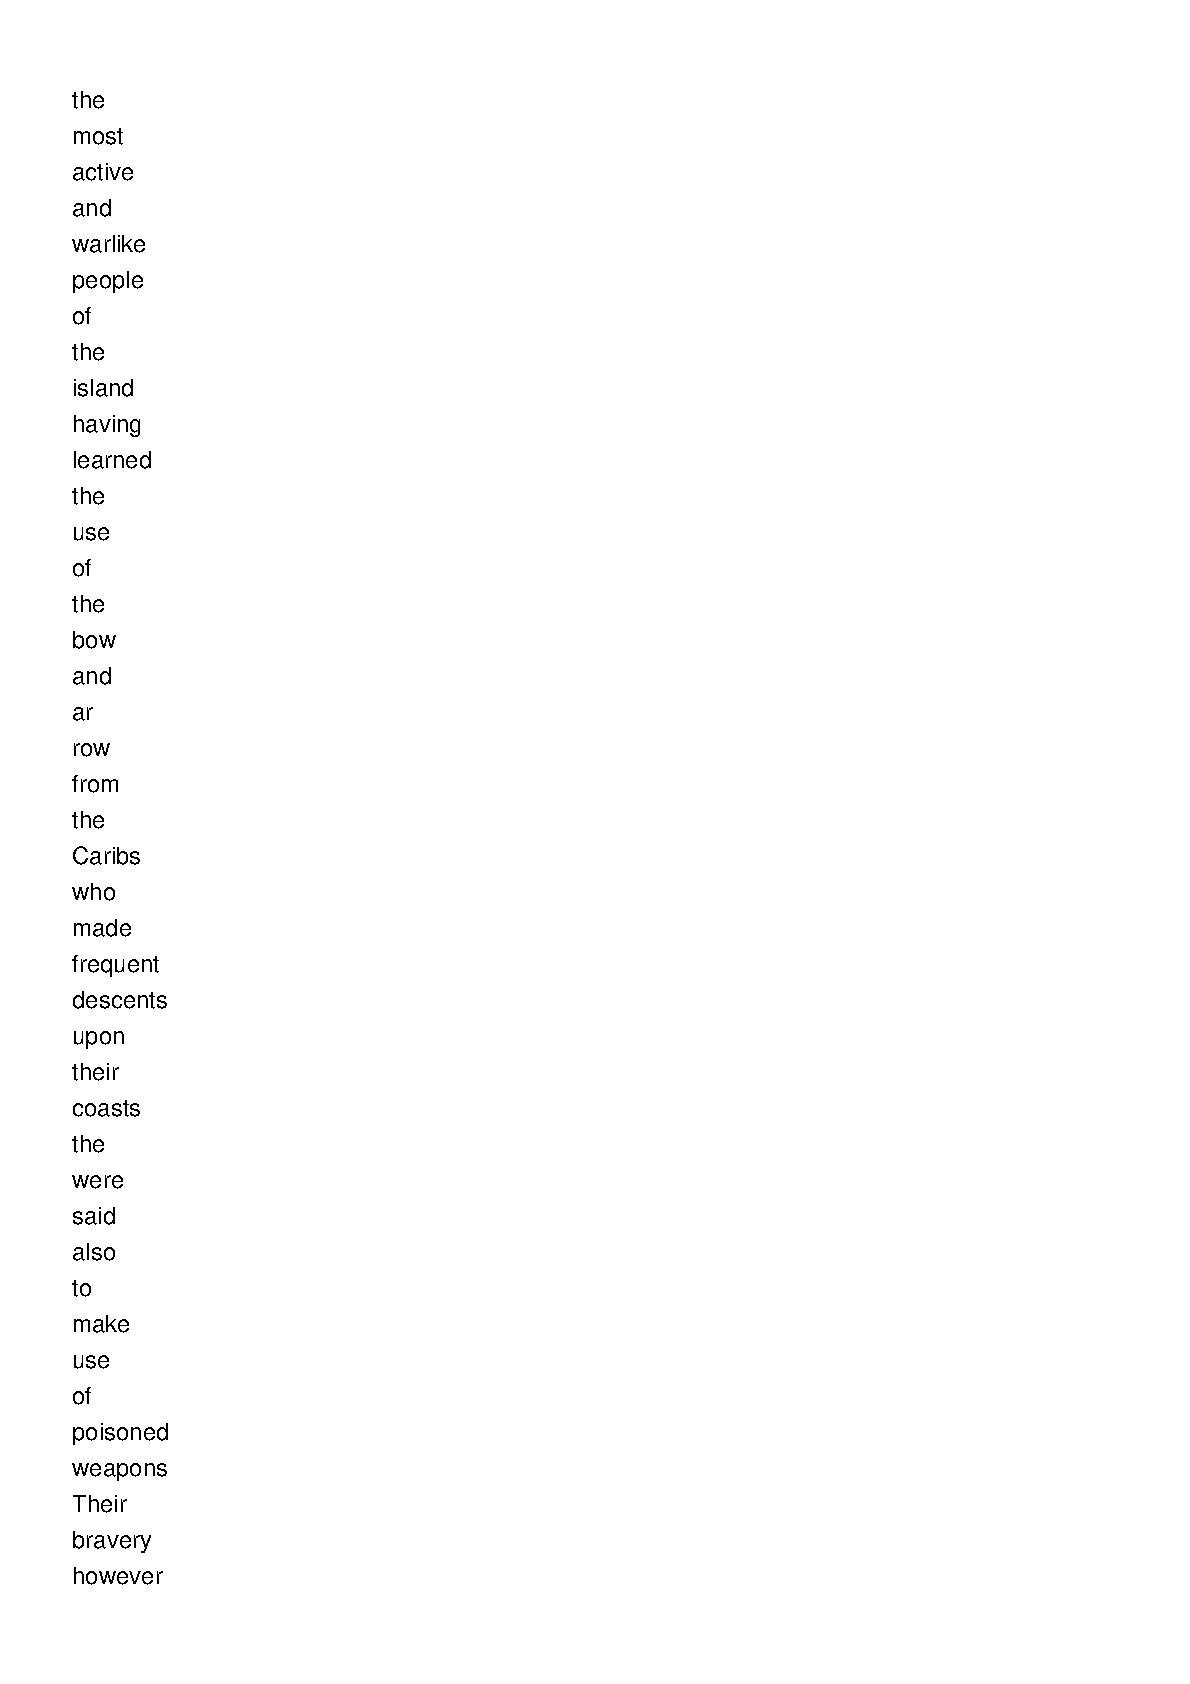 the
most
active
and
warlike
people
of
the
island
having
learned
the
use
of
the
bow
and
ar
row
from
the
Caribs
who
made
frequent
descents
upon
their
coasts
the
were
said
also
to
make
use
of
poisoned
weapons
Their
bravery
however